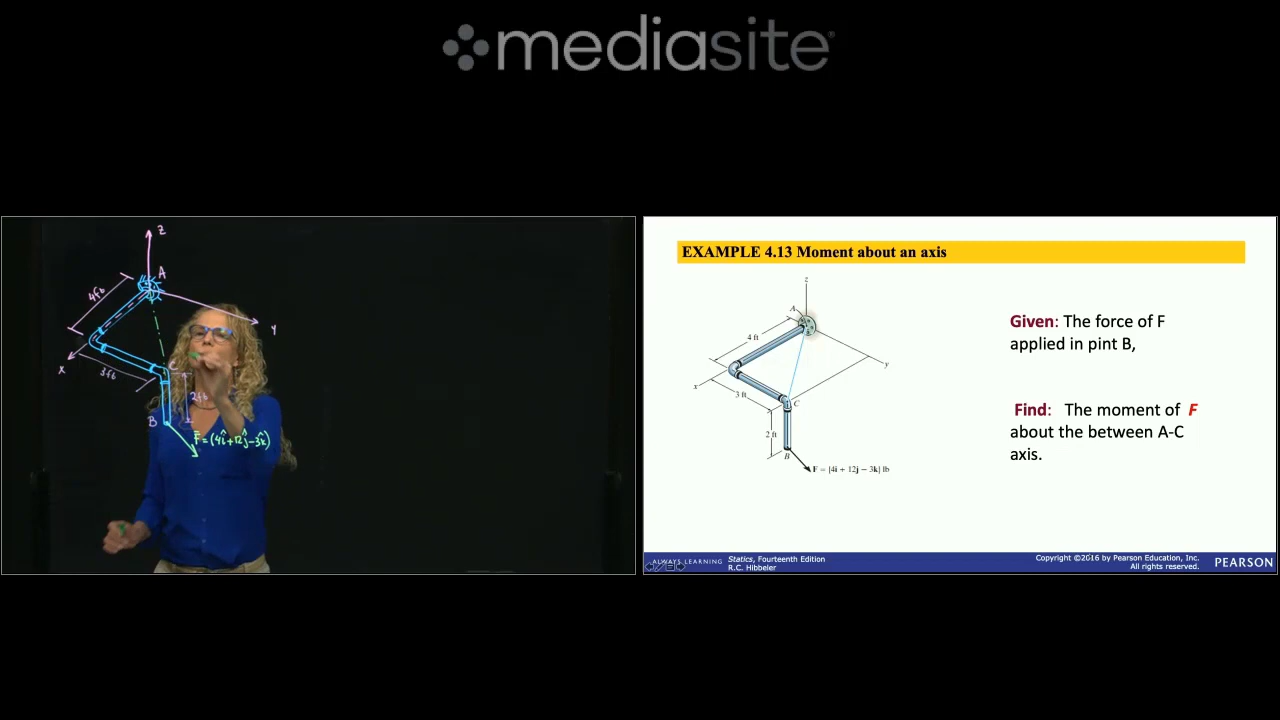 mediasite
z
A
4ft
y
x
3ft
C
2ft
B
F̄ = (4î+12ĵ-3k̂)
EXAMPLE 4.13 Moment about an axis
z
A
4 ft
y
x
3 ft
C
2 ft
B
F = {4i + 12j − 3k} lb
Given: The force of F
applied in pint B,
Find: The moment of F
about the between A-C
axis.
ALWAYS LEARNING
Statics, Fourteenth Edition
R.C. Hibbeler
Copyright ©2016 by Pearson Education, Inc.
All rights reserved.
PEARSON